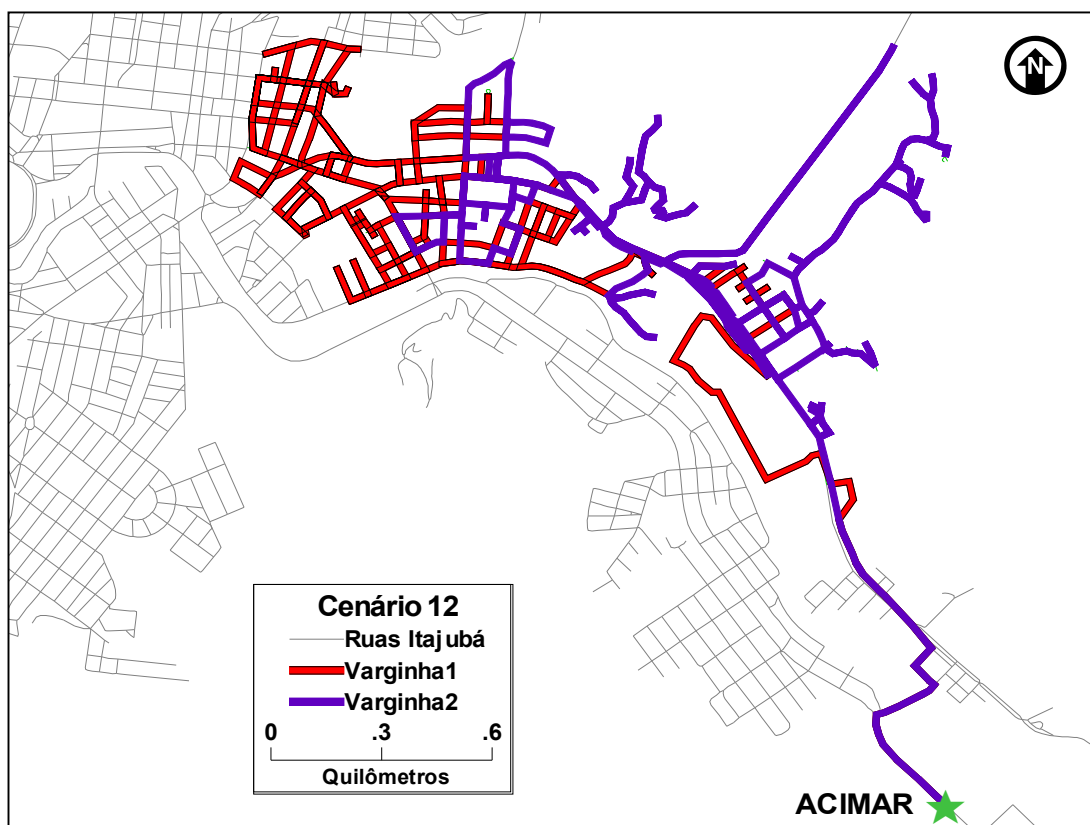 N
Cenário 12
Ruas Itajubá
Varginha1
Varginha2
0 .3 .6
Quilômetros
ACIMAR